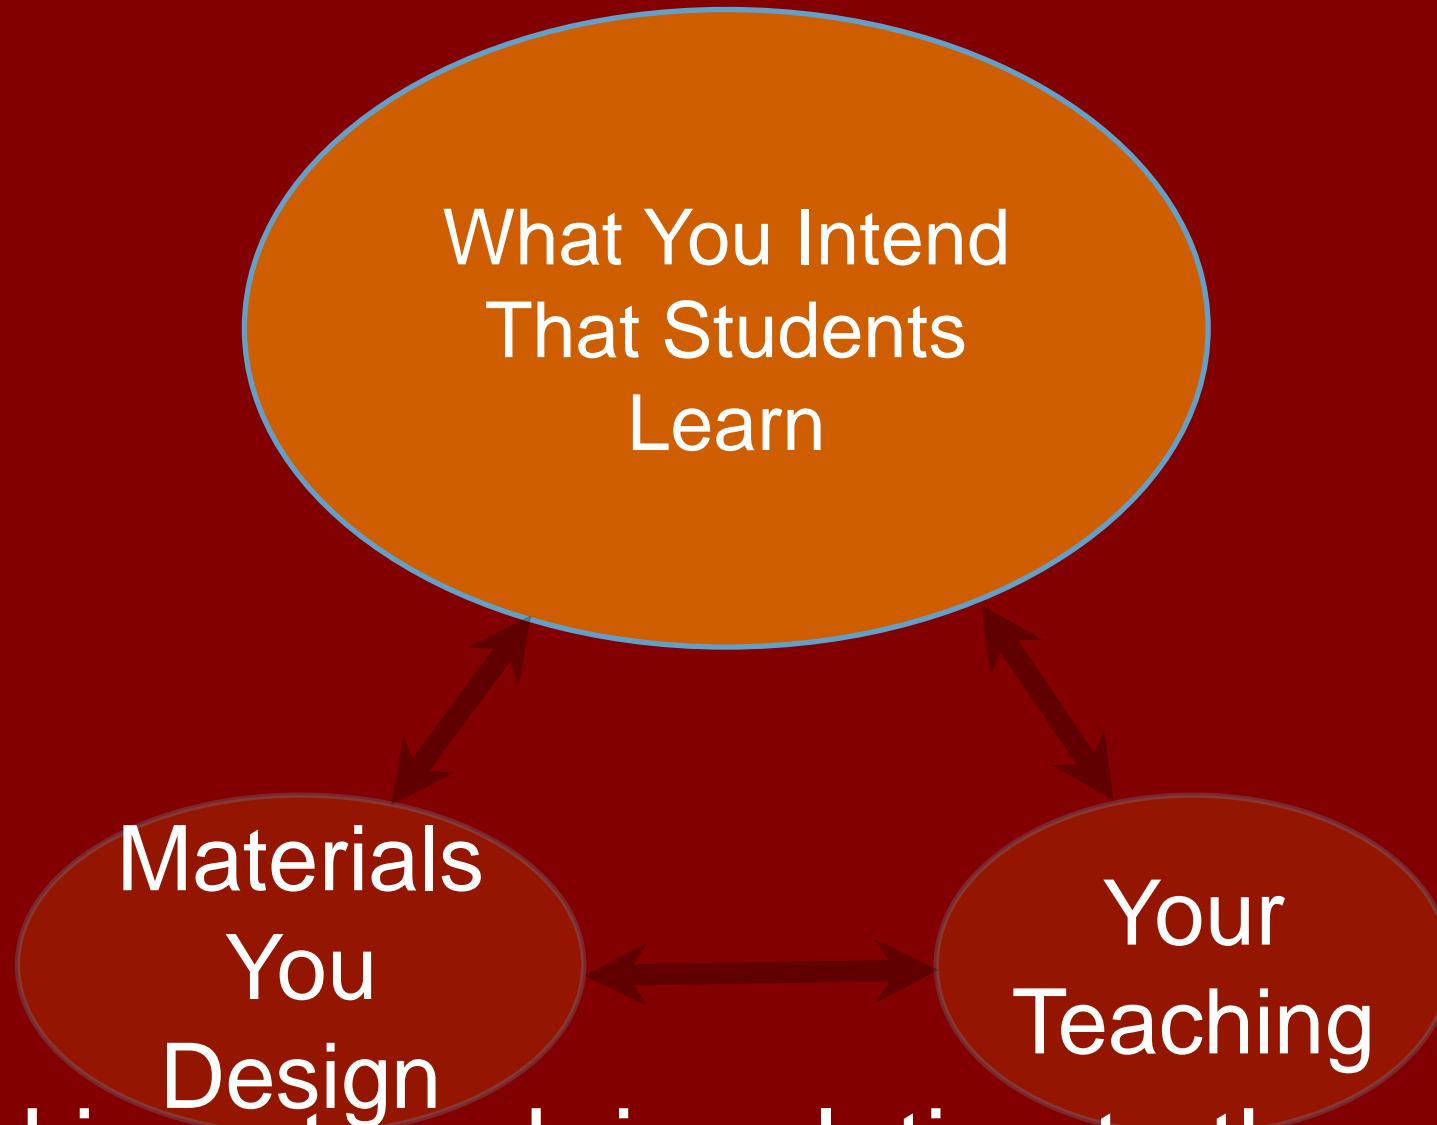 What You Intend
That Students
Learn
Materials
You
Design
Your
Teaching